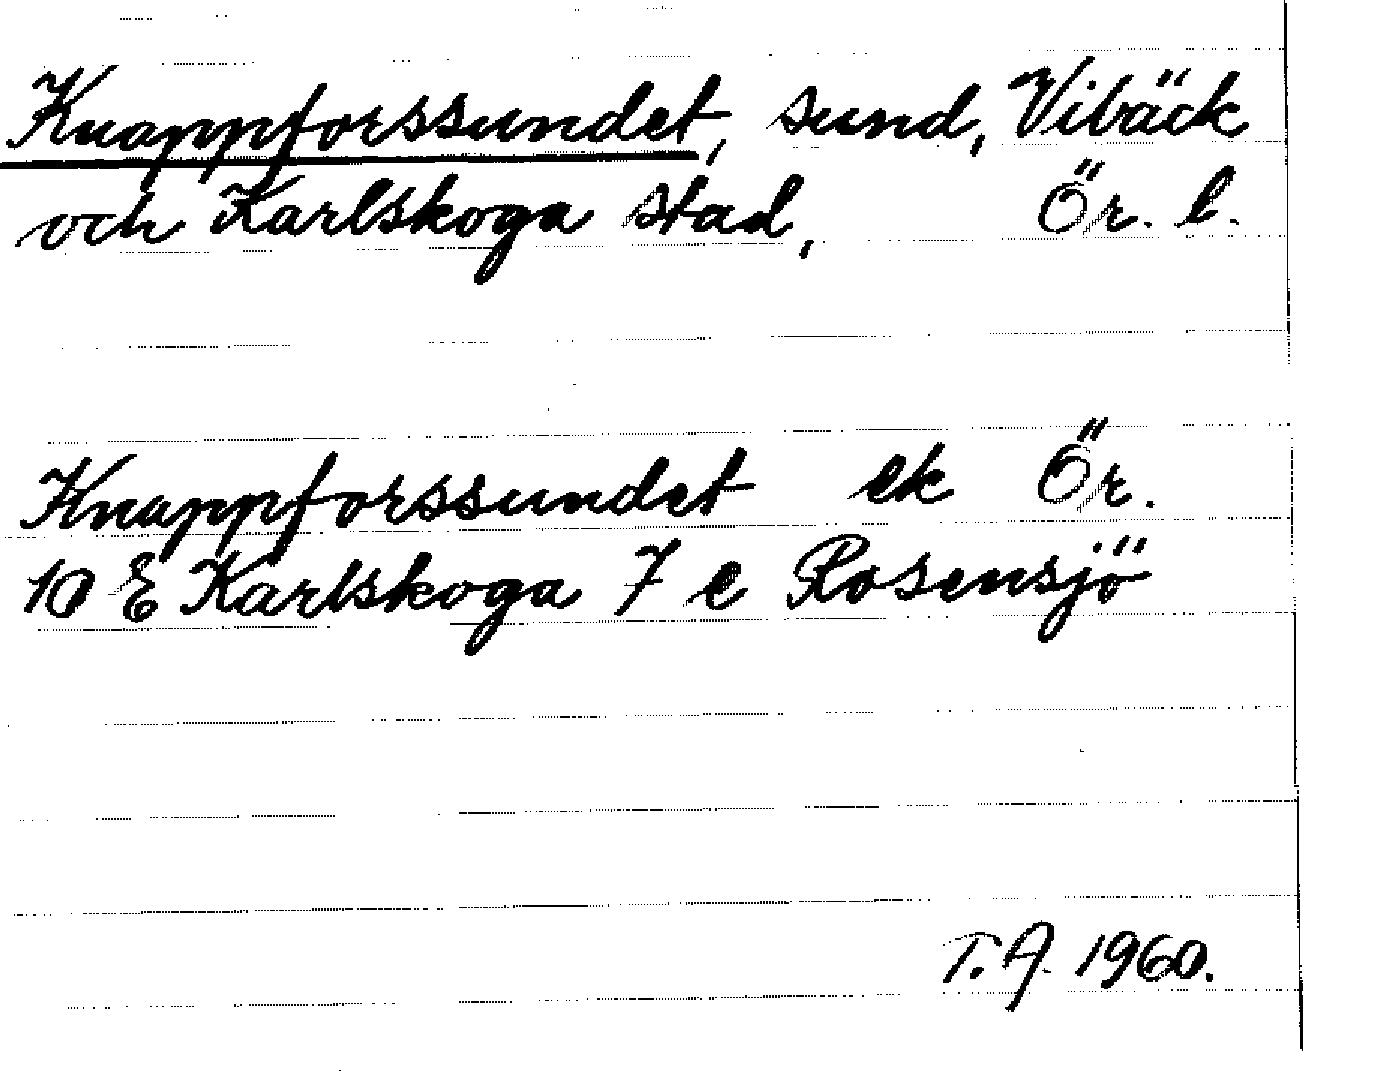 Knappforssundet, sund, Vibäck
och Karlskoga stad, Ör. l.
Knappforssundet ek Ör.
10 E Karlskoga 7 e Rosensjö
T. A 1960.